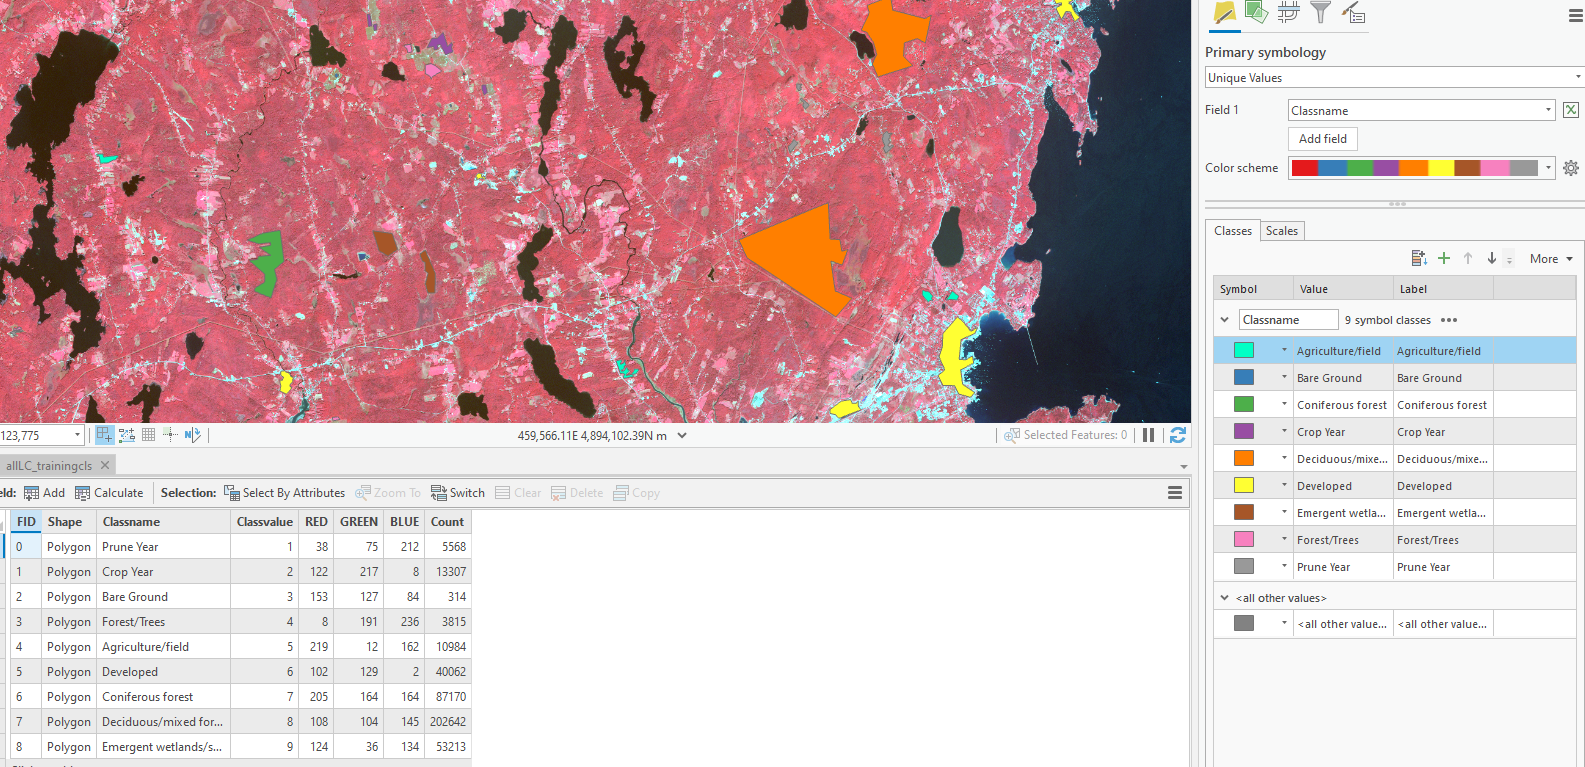 Primary symbology
Unique Values
Field 1
Classname
Add field
Color scheme
Classes
Scales
More
Symbol Value Label
Classname 9 symbol classes
Agriculture/field Agriculture/field
Bare Ground Bare Ground
Coniferous forest Coniferous forest
Crop Year Crop Year
Deciduous/mixe... Deciduous/mixe...
Developed Developed
Emergent wetla... Emergent wetla...
Forest/Trees Forest/Trees
Prune Year Prune Year
<all other values>
<all other value... <all other value...
123,775
459,566.11E 4,894,102.39N m
Selected Features: 0
allLC_trainingcls
eld: Add Calculate Selection: Select By Attributes Zoom To Switch Clear Delete Copy
FID Shape Classname Classvalue RED GREEN BLUE Count
0 Polygon Prune Year 1 38 75 212 5568
1 Polygon Crop Year 2 122 217 8 13307
2 Polygon Bare Ground 3 153 127 84 314
3 Polygon Forest/Trees 4 8 191 236 3815
4 Polygon Agriculture/field 5 219 12 162 10984
5 Polygon Developed 6 102 129 2 40062
6 Polygon Coniferous forest 7 205 164 164 87170
7 Polygon Deciduous/mixed for... 8 108 104 145 202642
8 Polygon Emergent wetlands/s... 9 124 36 134 53213